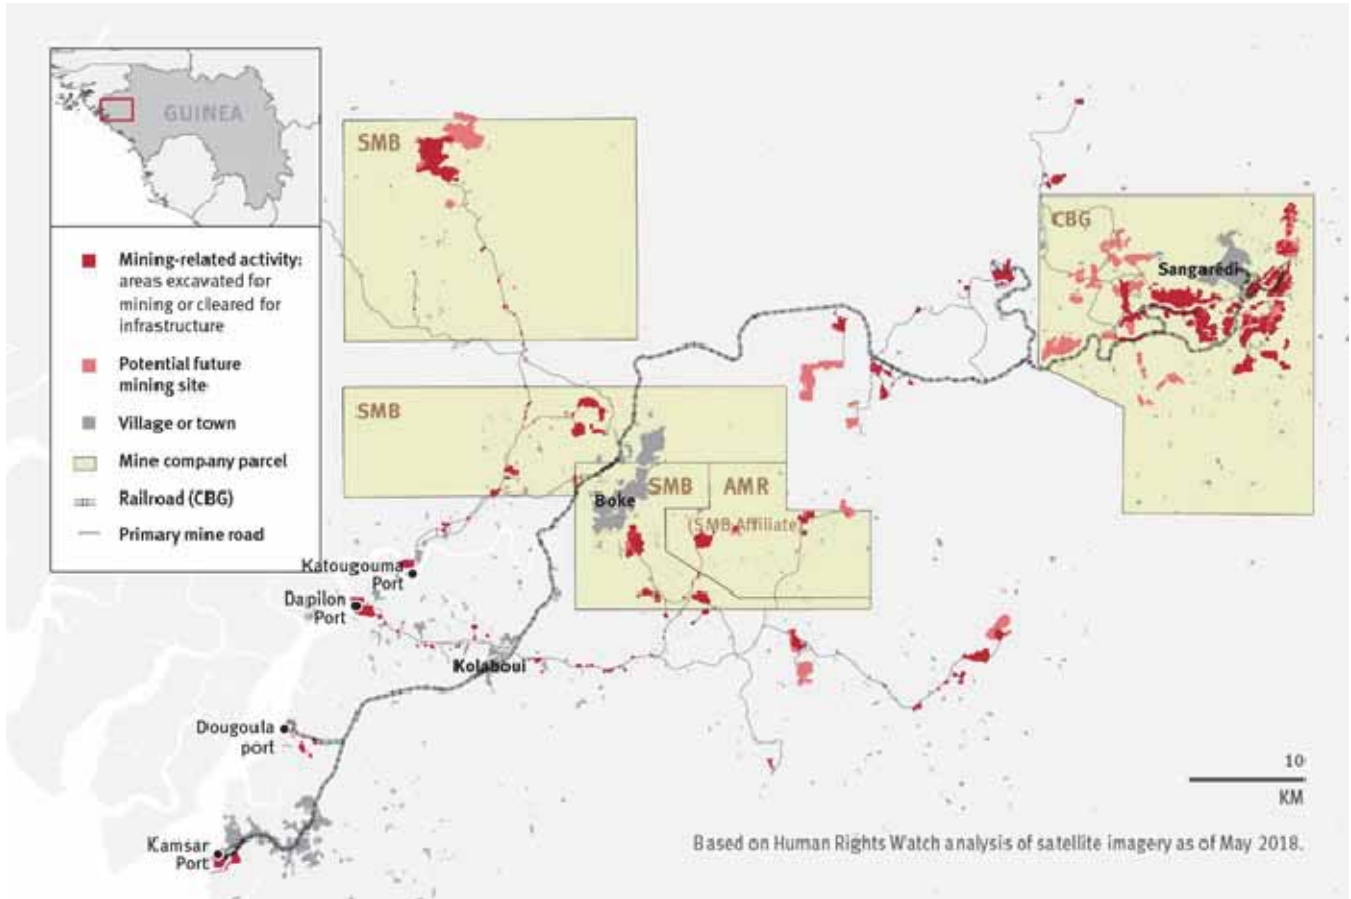 GUINEA
SMB
CBG
Mining-related activity:
areas excavated for
mining or cleared for
infrastructure
Sangarédi
Potential future
mining site
SMB
Village or town
Mine company parcel
SMB
AMR
Boke
Railroad (CBG)
(SMB Affiliate)
Primary mine road
Katougouma
Port
Dapilon
Port
Kolaboui
Dougoula
port
10
KM
Kamsar
Port
Based on Human Rights Watch analysis of satellite imagery as of May 2018.